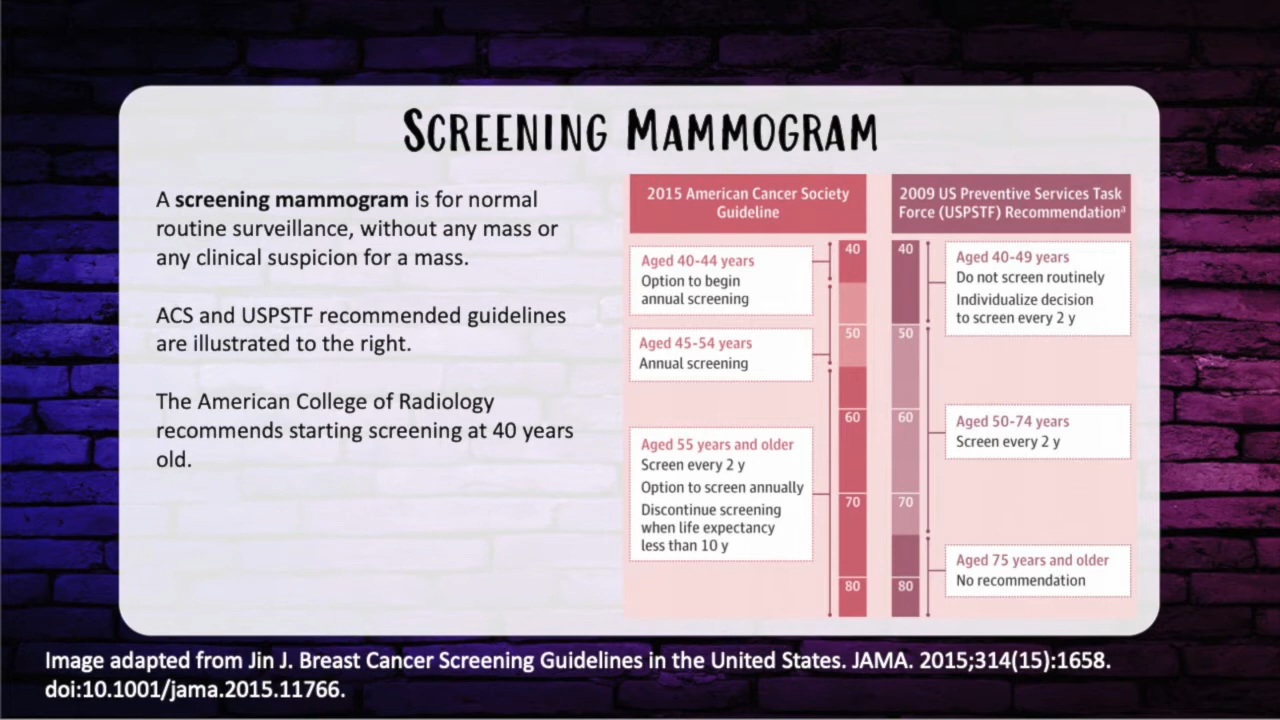 SCREENING MAMMOGRAM
A screening mammogram is for normal
routine surveillance, without any mass or
any clinical suspicion for a mass.
ACS and USPSTF recommended guidelines
are illustrated to the right.
The American College of Radiology
recommends starting screening at 40 years
old.
2015 American Cancer Society
Guideline
40
50
60
70
80
Aged 40-44 years
Option to begin
annual screening
Aged 45-54 years
Annual screening
Aged 55 years and older
Screen every 2 y
Option to screen annually
Discontinue screening
when life expectancy
less than 10 y
2009 US Preventive Services Task
Force (USPSTF) Recommendationᵃ
40
50
60
70
80
Aged 40-49 years
Do not screen routinely
Individualize decision
to screen every 2 y
Aged 50-74 years
Screen every 2 y
Aged 75 years and older
No recommendation
Image adapted from Jin J. Breast Cancer Screening Guidelines in the United States. JAMA. 2015;314(15):1658.
doi:10.1001/jama.2015.11766.